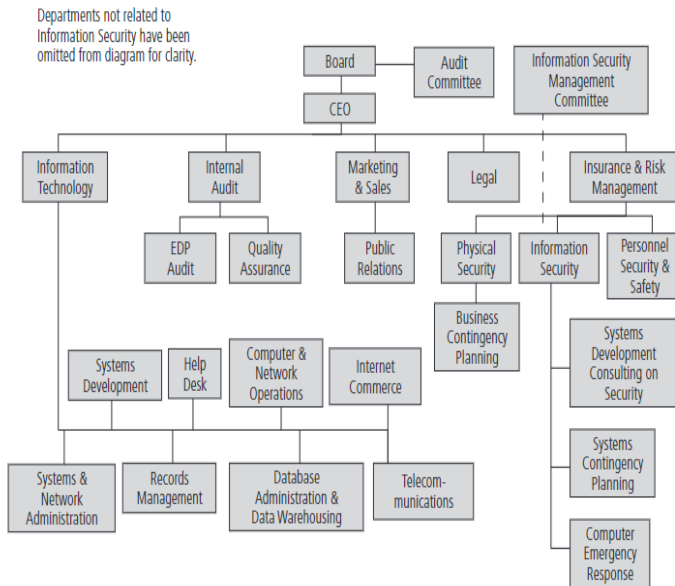 Departments not related to
Information Security have been
omitted from diagram for clarity.
Board
Audit
Committee
Information Security
Management
Committee
CEO
Information
Technology
Internal
Audit
Marketing
& Sales
Legal
Insurance & Risk
Management
EDP
Audit
Quality
Assurance
Public
Relations
Physical
Security
Information
Security
Personnel
Security &
Safety
Business
Contingency
Planning
Systems
Development
Help
Desk
Computer &
Network
Operations
Internet
Commerce
Systems
Development
Consulting on
Security
Systems &
Network
Administration
Records
Management
Database
Administration &
Data Warehousing
Telecom-
munications
Systems
Contingency
Planning
Computer
Emergency
Response